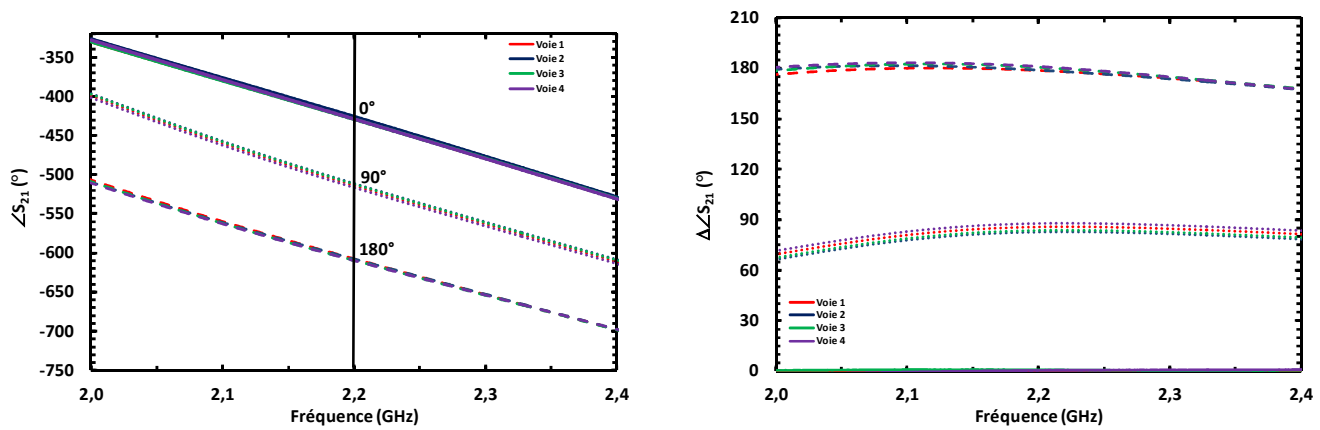 -350
-400
-450
-500
-550
-600
-650
-700
-750
∠S21 (°)
2,0
2,1
2,2
2,3
2,4
Fréquence (GHz)
Voie 1
Voie 2
Voie 3
Voie 4
0°
90°
180°
210
180
150
120
90
60
30
0
Δ∠S21 (°)
2,0
2,1
2,2
2,3
2,4
Fréquence (GHz)
Voie 1
Voie 2
Voie 3
Voie 4